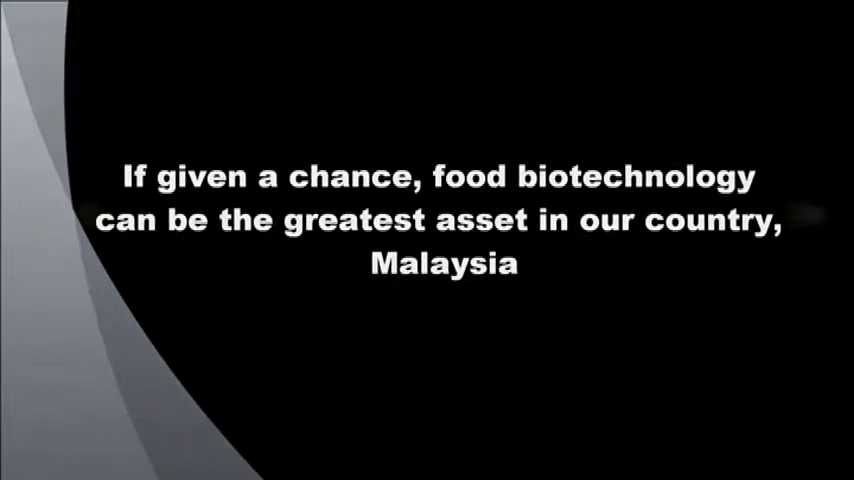 If given a chance, food biotechnology
can be the greatest asset in our country,
Malaysia